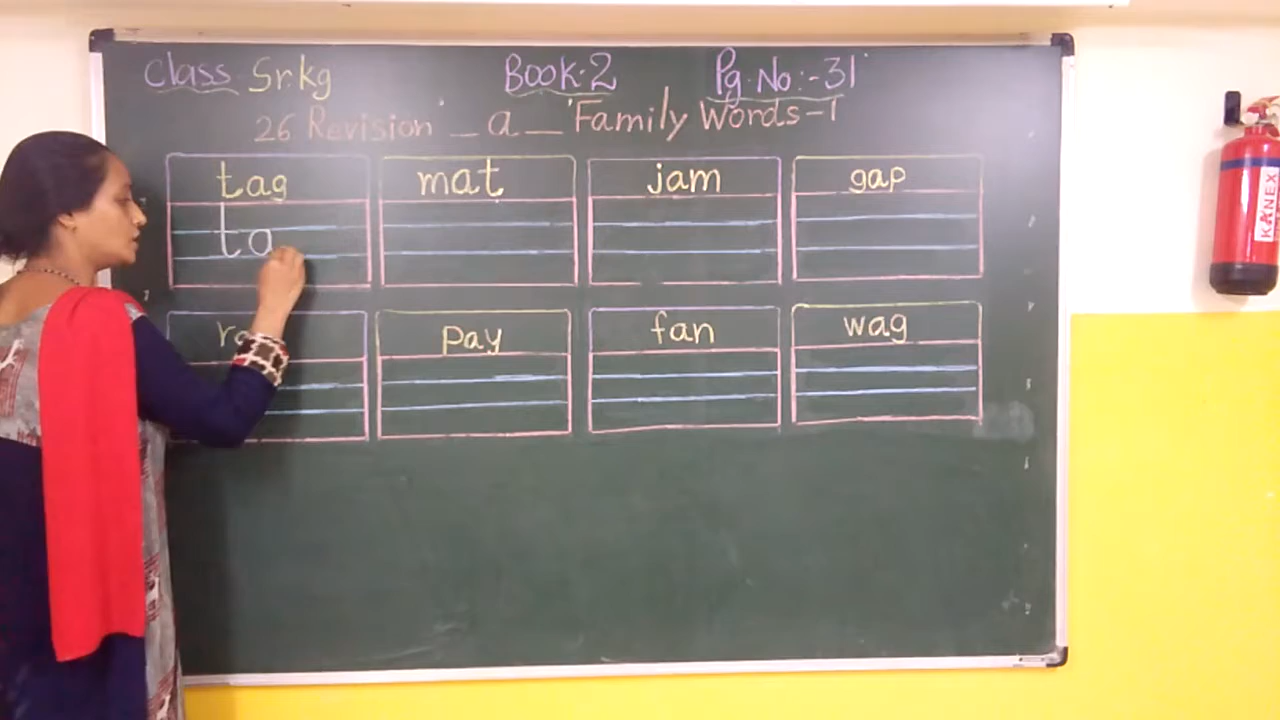 Class Sr.kg Book-2 Pg.No:-31
26 Revision _ a _ Family Words-1
tag mat jam gap
ta
pay fan wag
KANEX